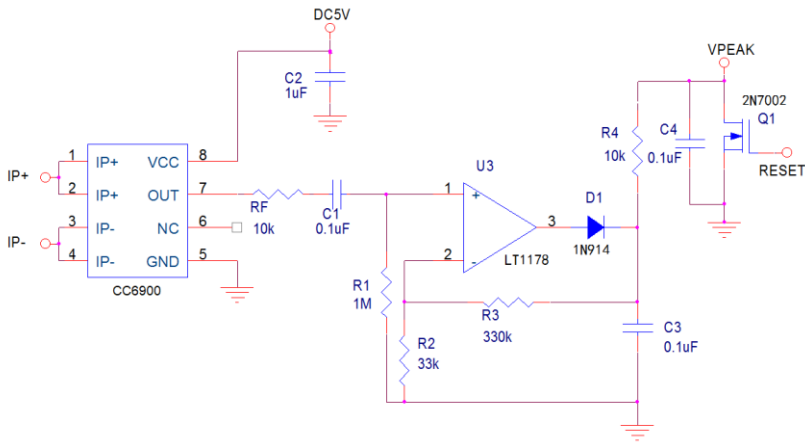 DC5V
VPEAK
C2
1uF
2N7002
Q1
R4
10k
C4
0.1uF
RESET
IP+
IP-
1 IP+ VCC 8
2 IP+ OUT 7
3 IP- NC 6
4 IP- GND 5
CC6900
RF
10k
C1
0.1uF
U3
1 +
2 -
3
LT1178
D1
1N914
R1
1M
R2
33k
R3
330k
C3
0.1uF